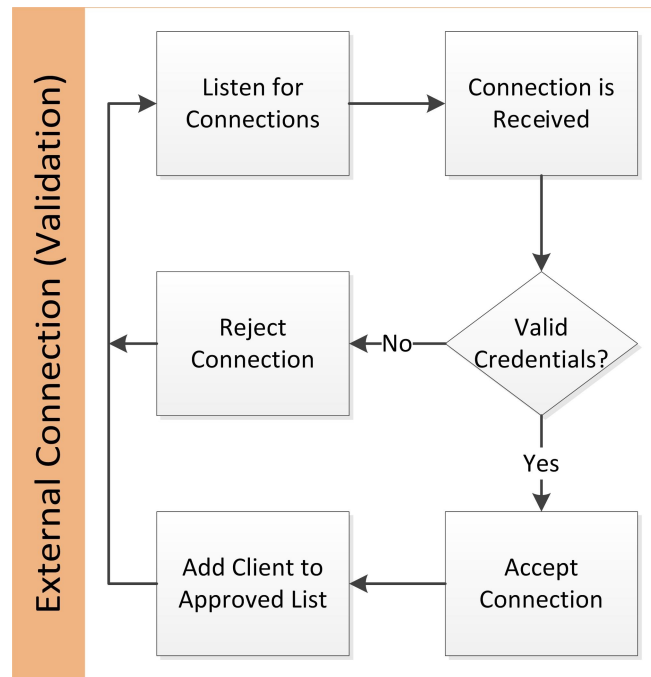 External Connection (Validation)
Listen for
Connections
Connection is
Received
Reject
Connection
No
Valid
Credentials?
Yes
Add Client to
Approved List
Accept
Connection